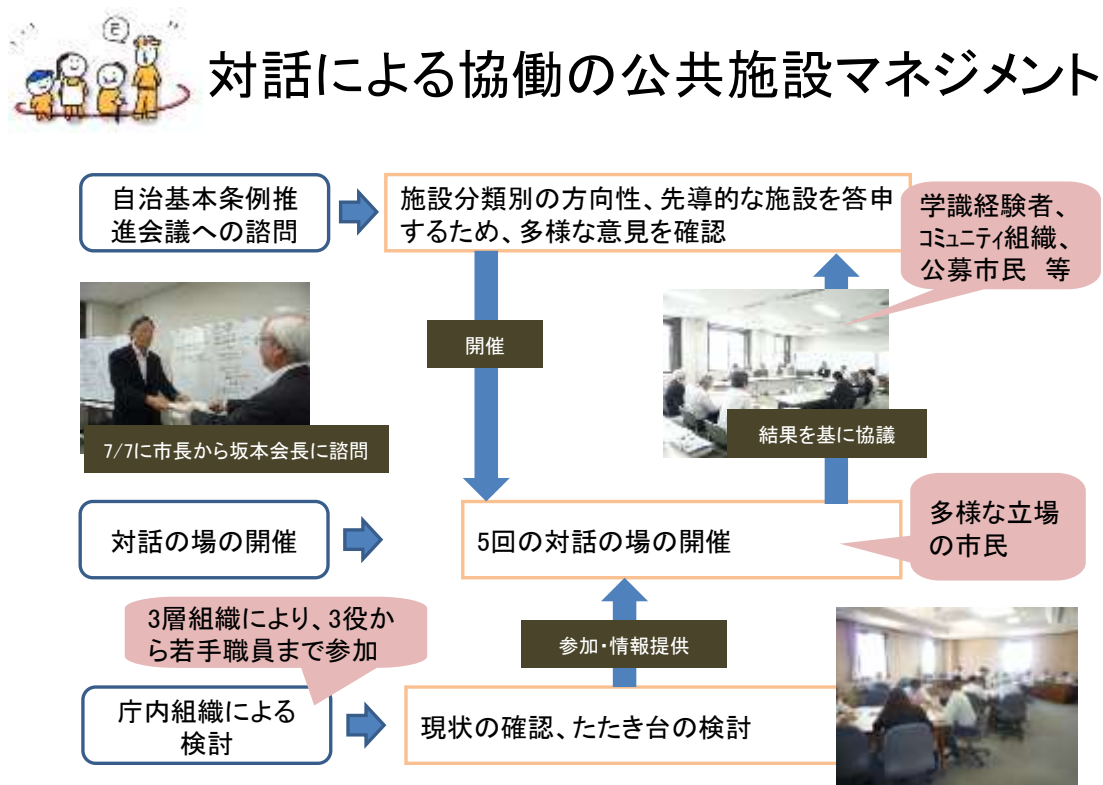 対話による協働の公共施設マネジメント
自治基本条例推
進会議への諮問
施設分類別の方向性、先導的な施設を答申
するため、多様な意見を確認
学識経験者、
コミュニティ組織、
公募市民　等
開催
7/7に市長から坂本会長に諮問
結果を基に協議
対話の場の開催
5回の対話の場の開催
多様な立場
の市民
3層組織により、3役か
ら若手職員まで参加
参加・情報提供
庁内組織による
検討
現状の確認、たたき台の検討